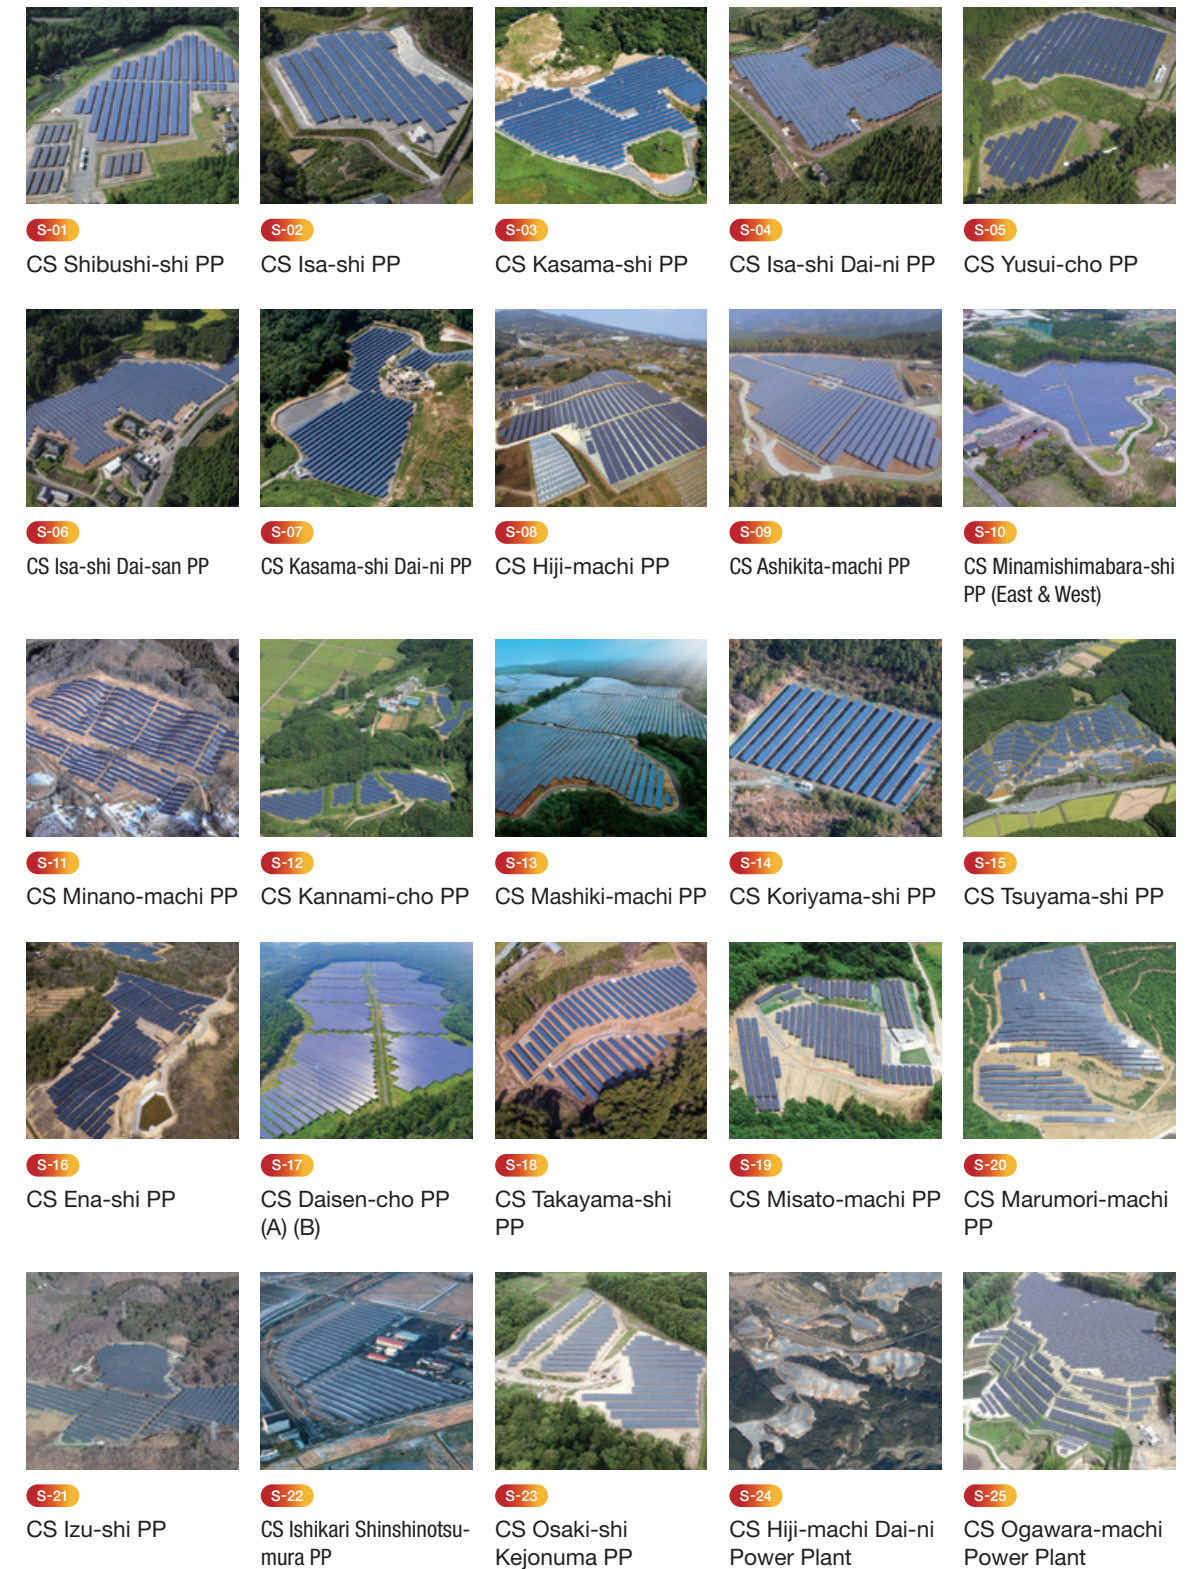 S-01
CS Shibushi-shi PP
S-02
CS Isa-shi PP
S-03
CS Kasama-shi PP
S-04
CS Isa-shi Dai-ni PP
S-05
CS Yusui-cho PP
S-06
CS Isa-shi Dai-san PP
S-07
CS Kasama-shi Dai-ni PP
S-08
CS Hiji-machi PP
S-09
CS Ashikita-machi PP
S-10
CS Minamishimabara-shi
PP (East & West)
S-11
CS Minano-machi PP
S-12
CS Kannami-cho PP
S-13
CS Mashiki-machi PP
S-14
CS Koriyama-shi PP
S-15
CS Tsuyama-shi PP
S-16
CS Ena-shi PP
S-17
CS Daisen-cho PP
(A) (B)
S-18
CS Takayama-shi
PP
S-19
CS Misato-machi PP
S-20
CS Marumori-machi
PP
S-21
CS Izu-shi PP
S-22
CS Ishikari Shinshinotsu-
mura PP
S-23
CS Osaki-shi
Kejonuma PP
S-24
CS Hiji-machi Dai-ni
Power Plant
S-25
CS Ogawara-machi
Power Plant